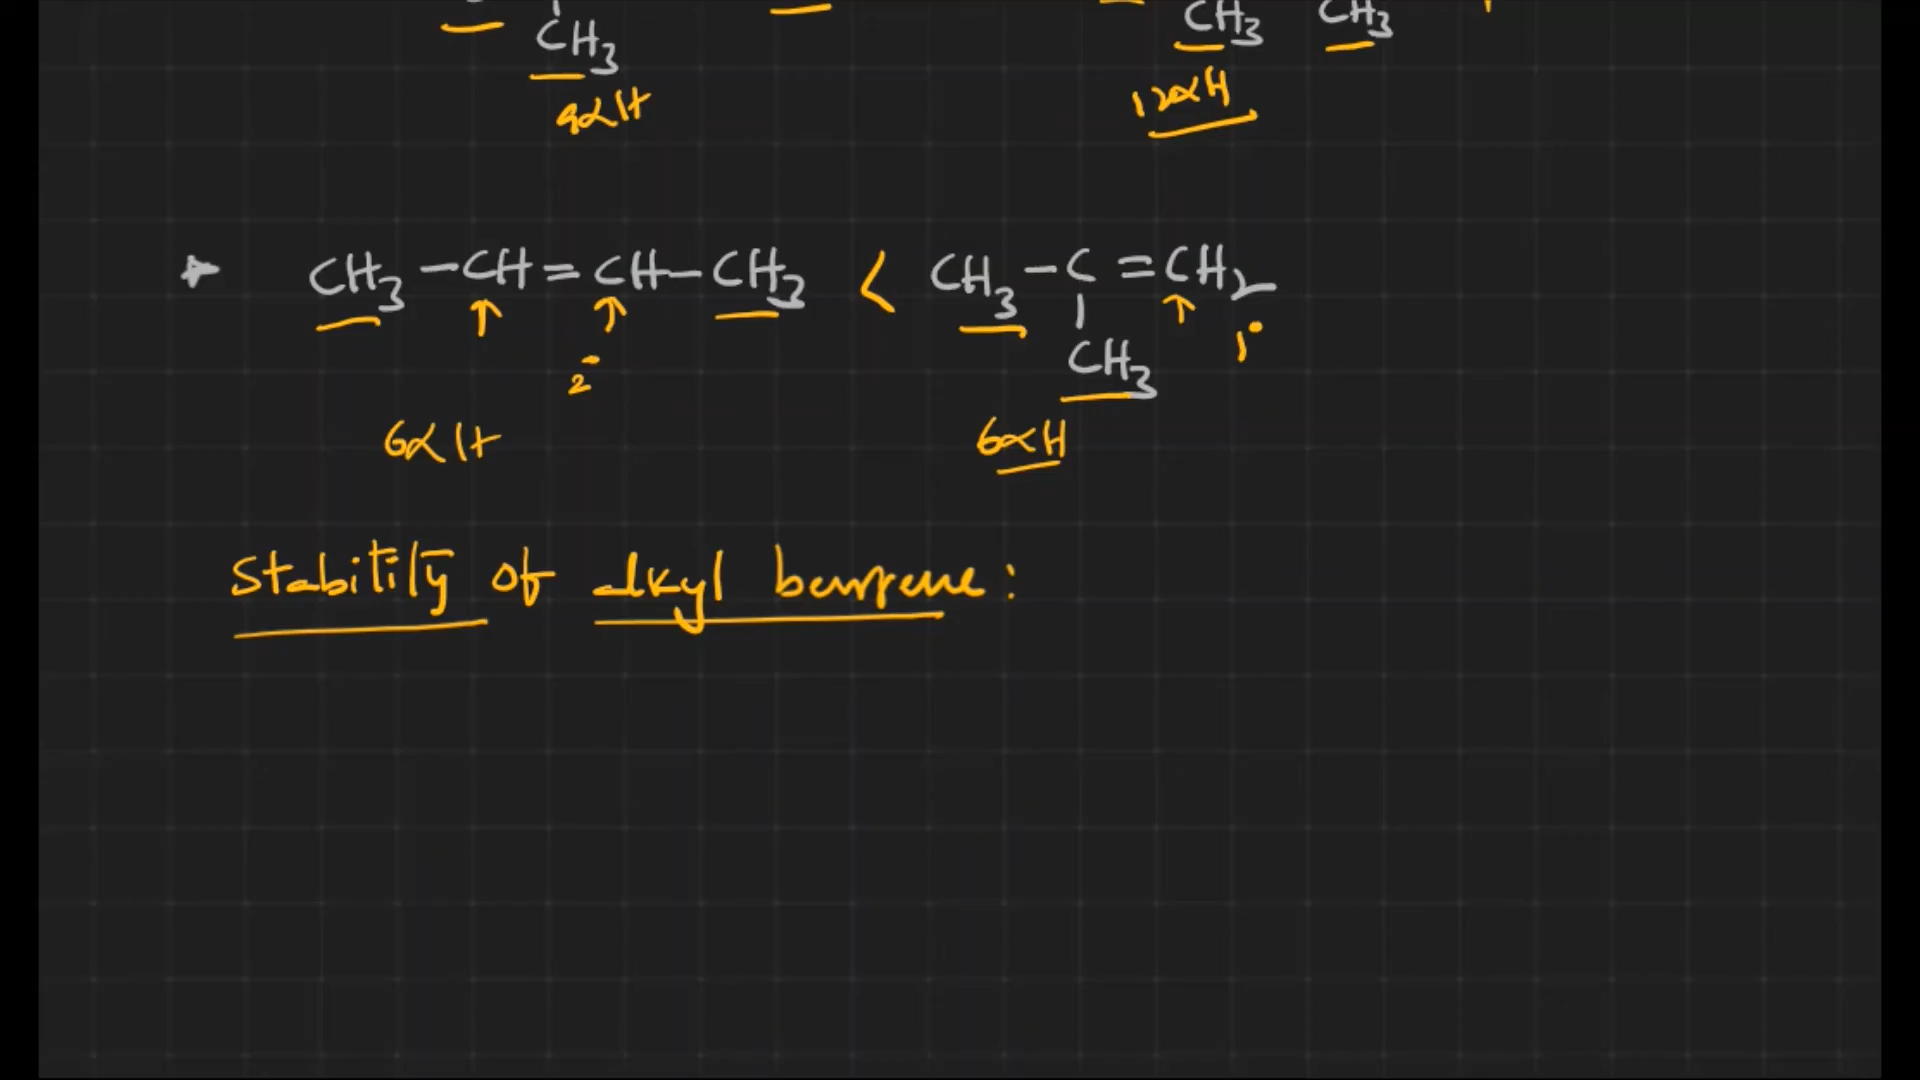 CH3 CH3 CH3
9αH 12αH
CH3 – CH = CH – CH3 < CH3 – C = CH2
2⁻ 1°
CH3
6αH 6αH
Stability of alkyl benzene: